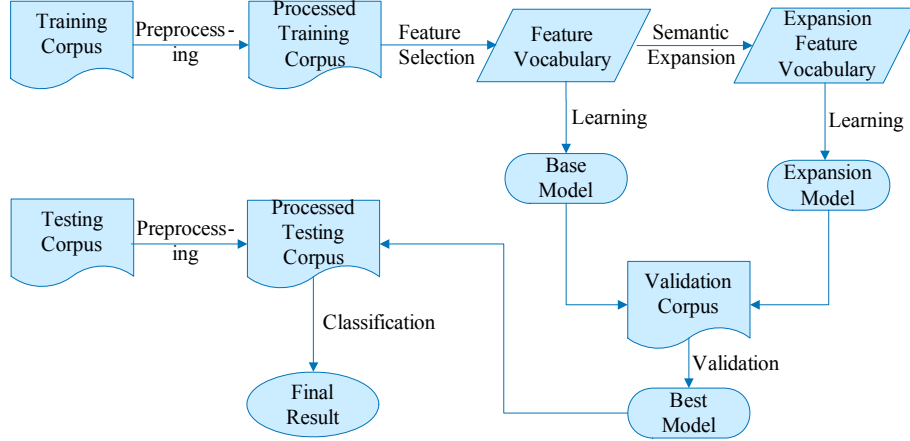 Training
Corpus
Preprocess-
ing
Processed
Training
Corpus
Feature
Selection
Feature
Vocabulary
Semantic
Expansion
Expansion
Feature
Vocabulary
Learning
Learning
Base
Model
Expansion
Model
Testing
Corpus
Preprocess-
ing
Processed
Testing
Corpus
Validation
Corpus
Classification
Validation
Final
Result
Best
Model